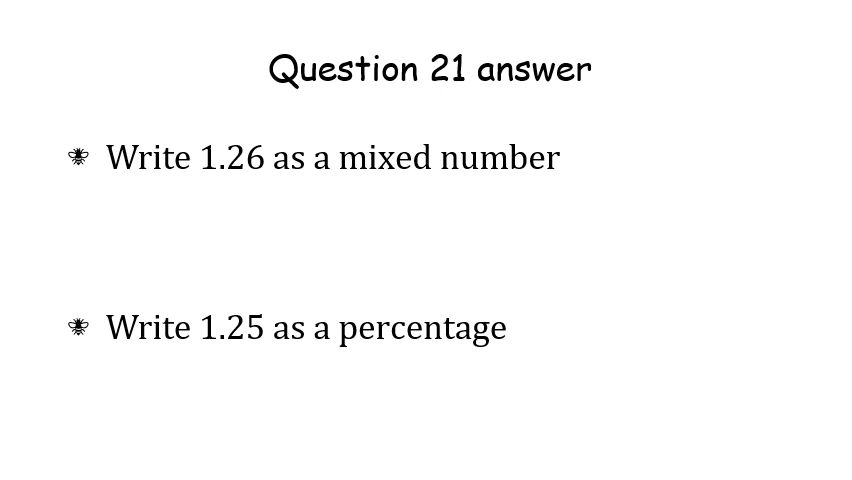 Question 21 answer
Write 1.26 as a mixed number
Write 1.25 as a percentage